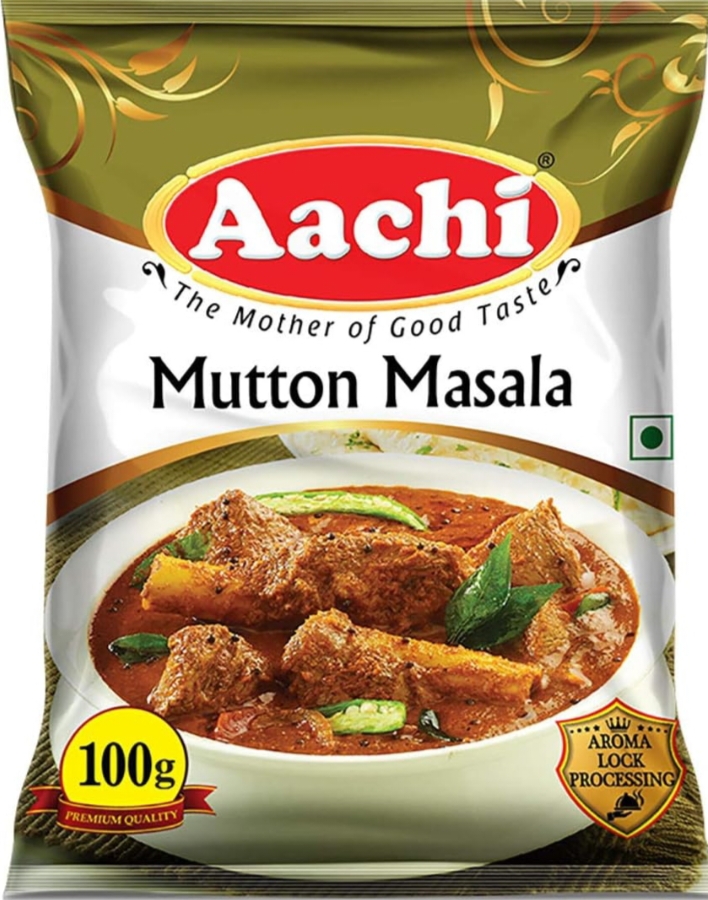 Aachi
®
The Mother of Good Taste
Mutton Masala
100g
PREMIUM QUALITY
AROMA
LOCK
PROCESSING